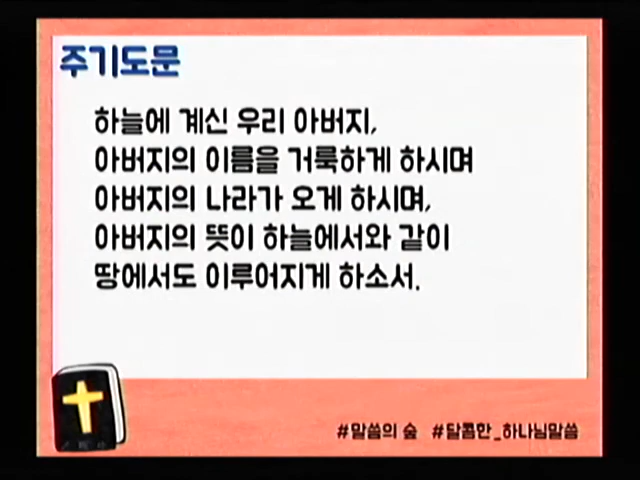 주기도문
하늘에 계신 우리 아버지,
아버지의 이름을 거룩하게 하시며
아버지의 나라가 오게 하시며,
아버지의 뜻이 하늘에서와 같이
땅에서도 이루어지게 하소서.
#말씀의 숲 #달콤한_하나님말씀